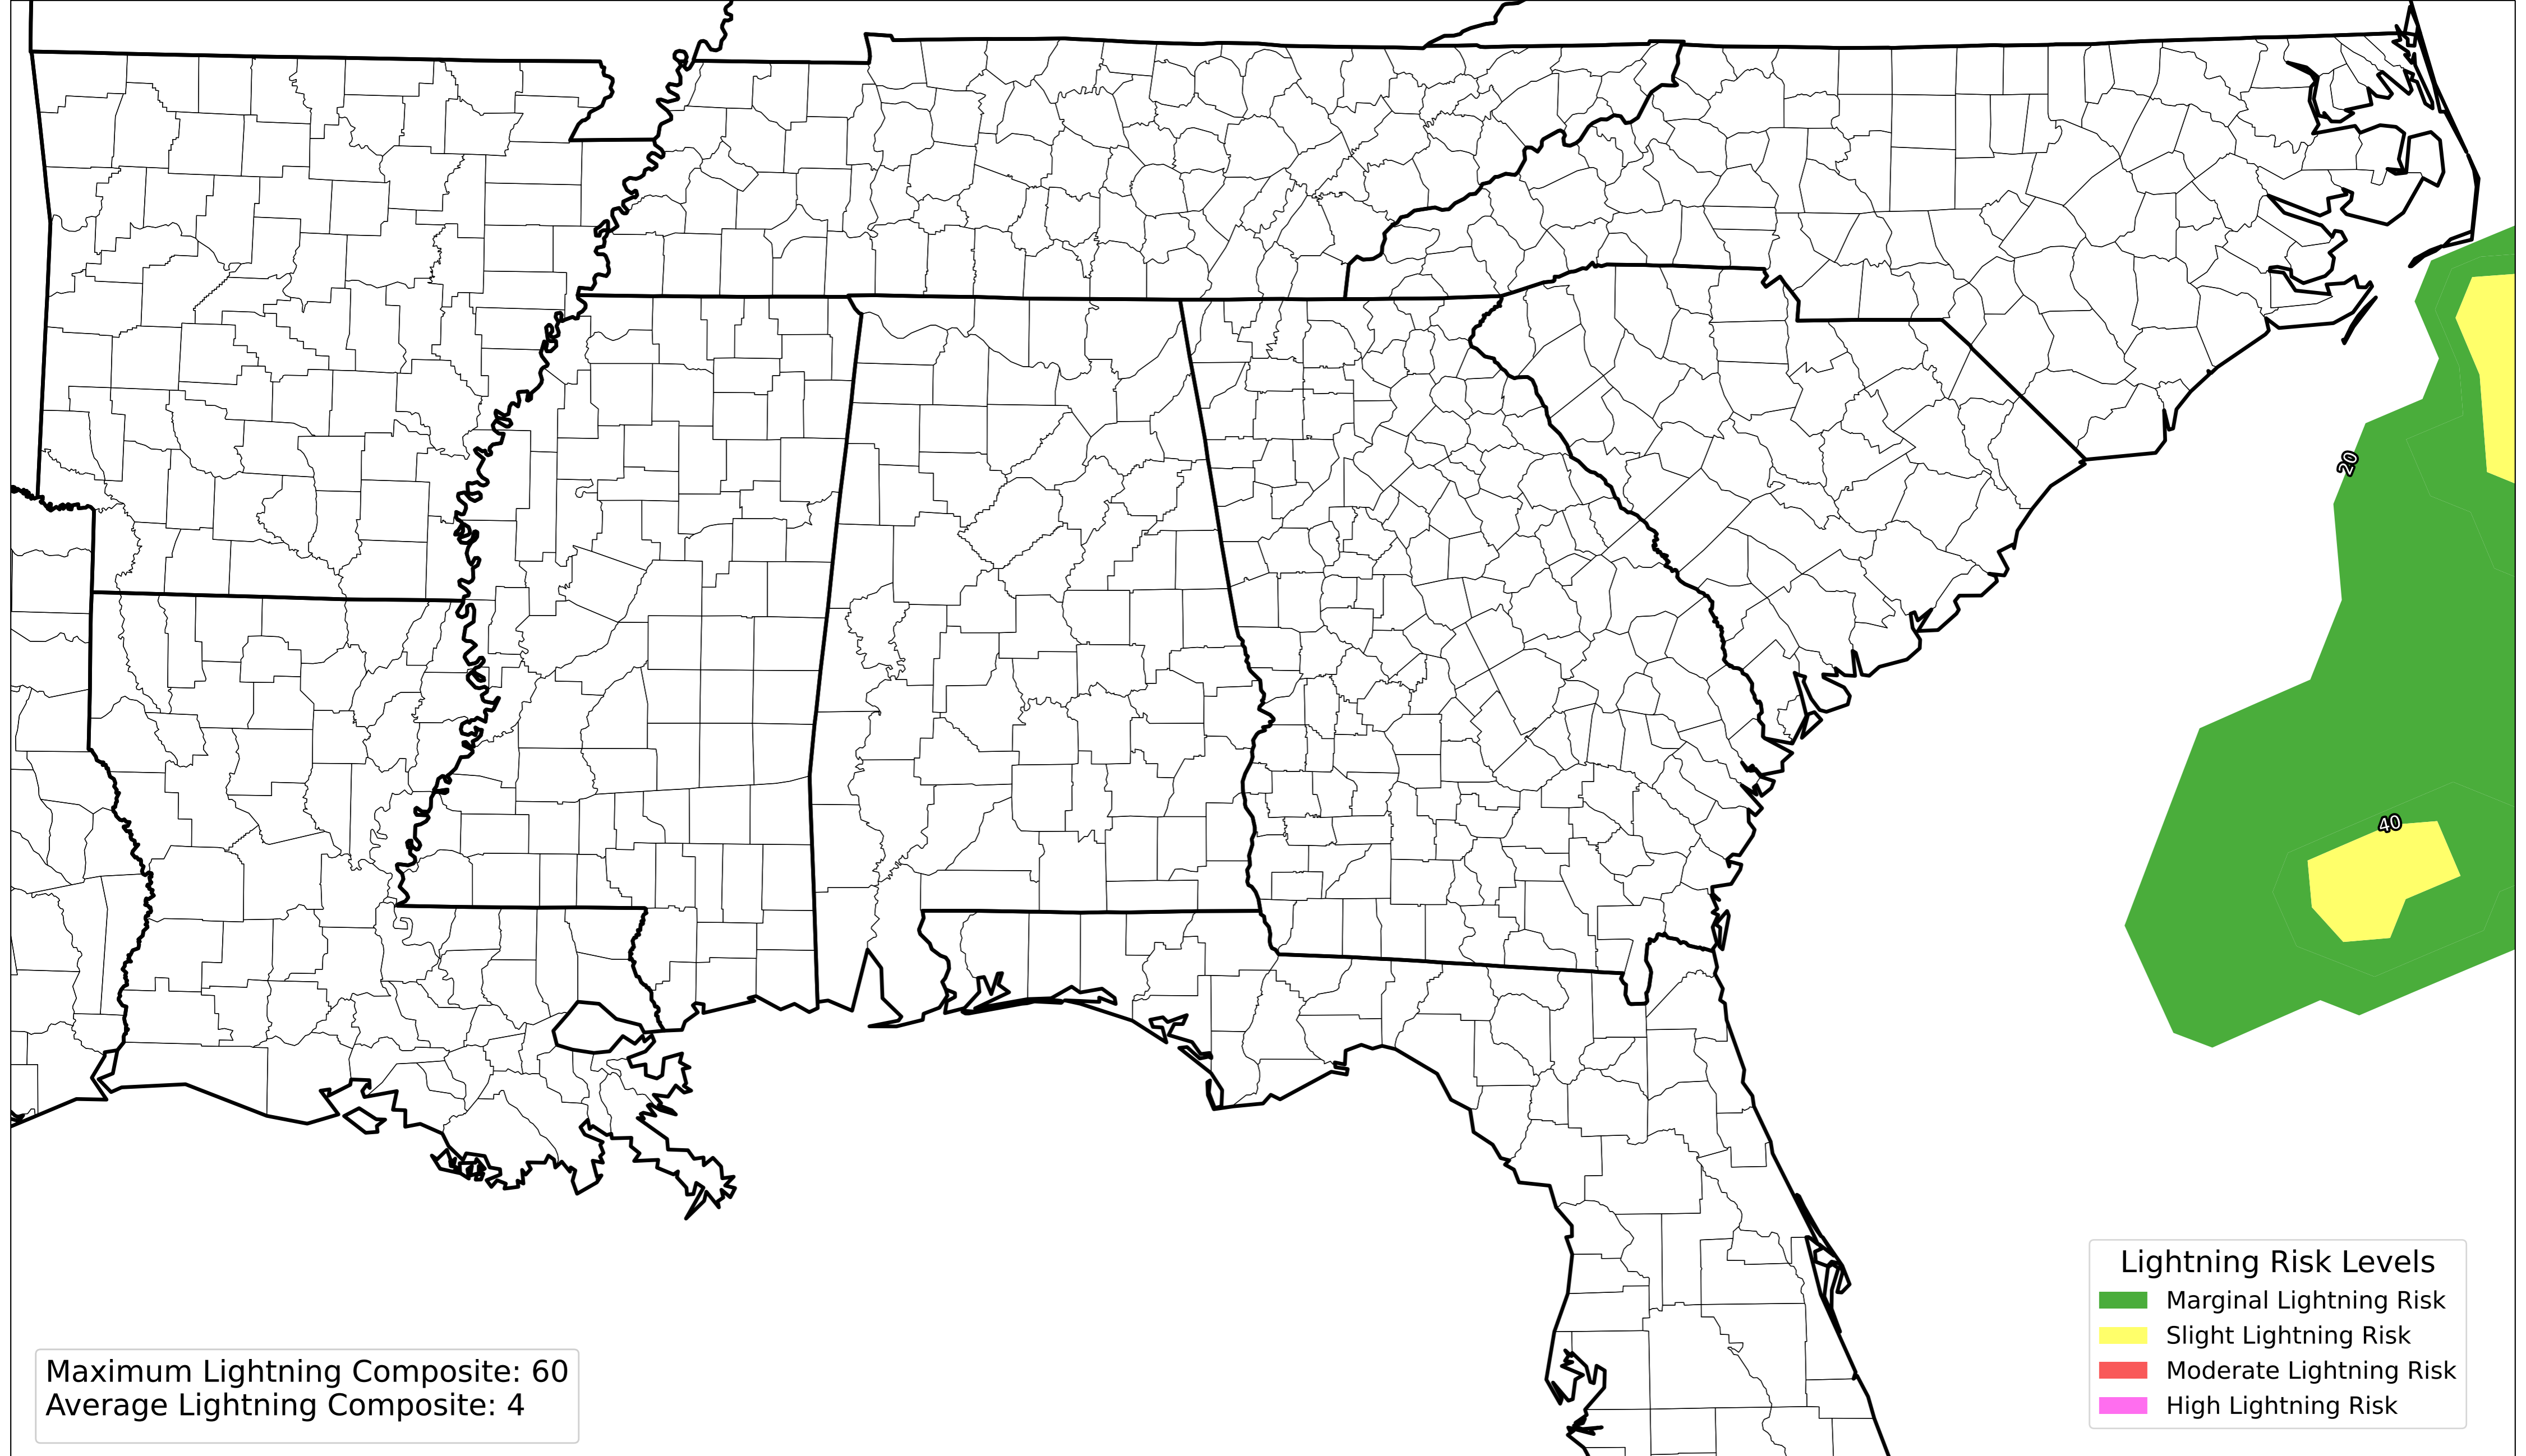 20
40
Lightning Risk Levels
Marginal Lightning Risk
Slight Lightning Risk
Moderate Lightning Risk
High Lightning Risk
Maximum Lightning Composite: 60
Average Lightning Composite: 4